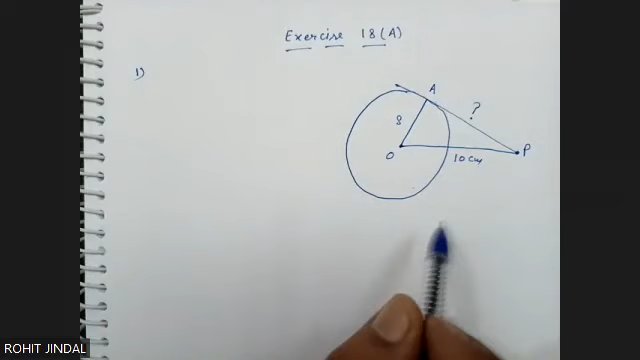 Exercise 18(A)
1)
A
?
8
O
10 cm
P
ROHIT JINDAL